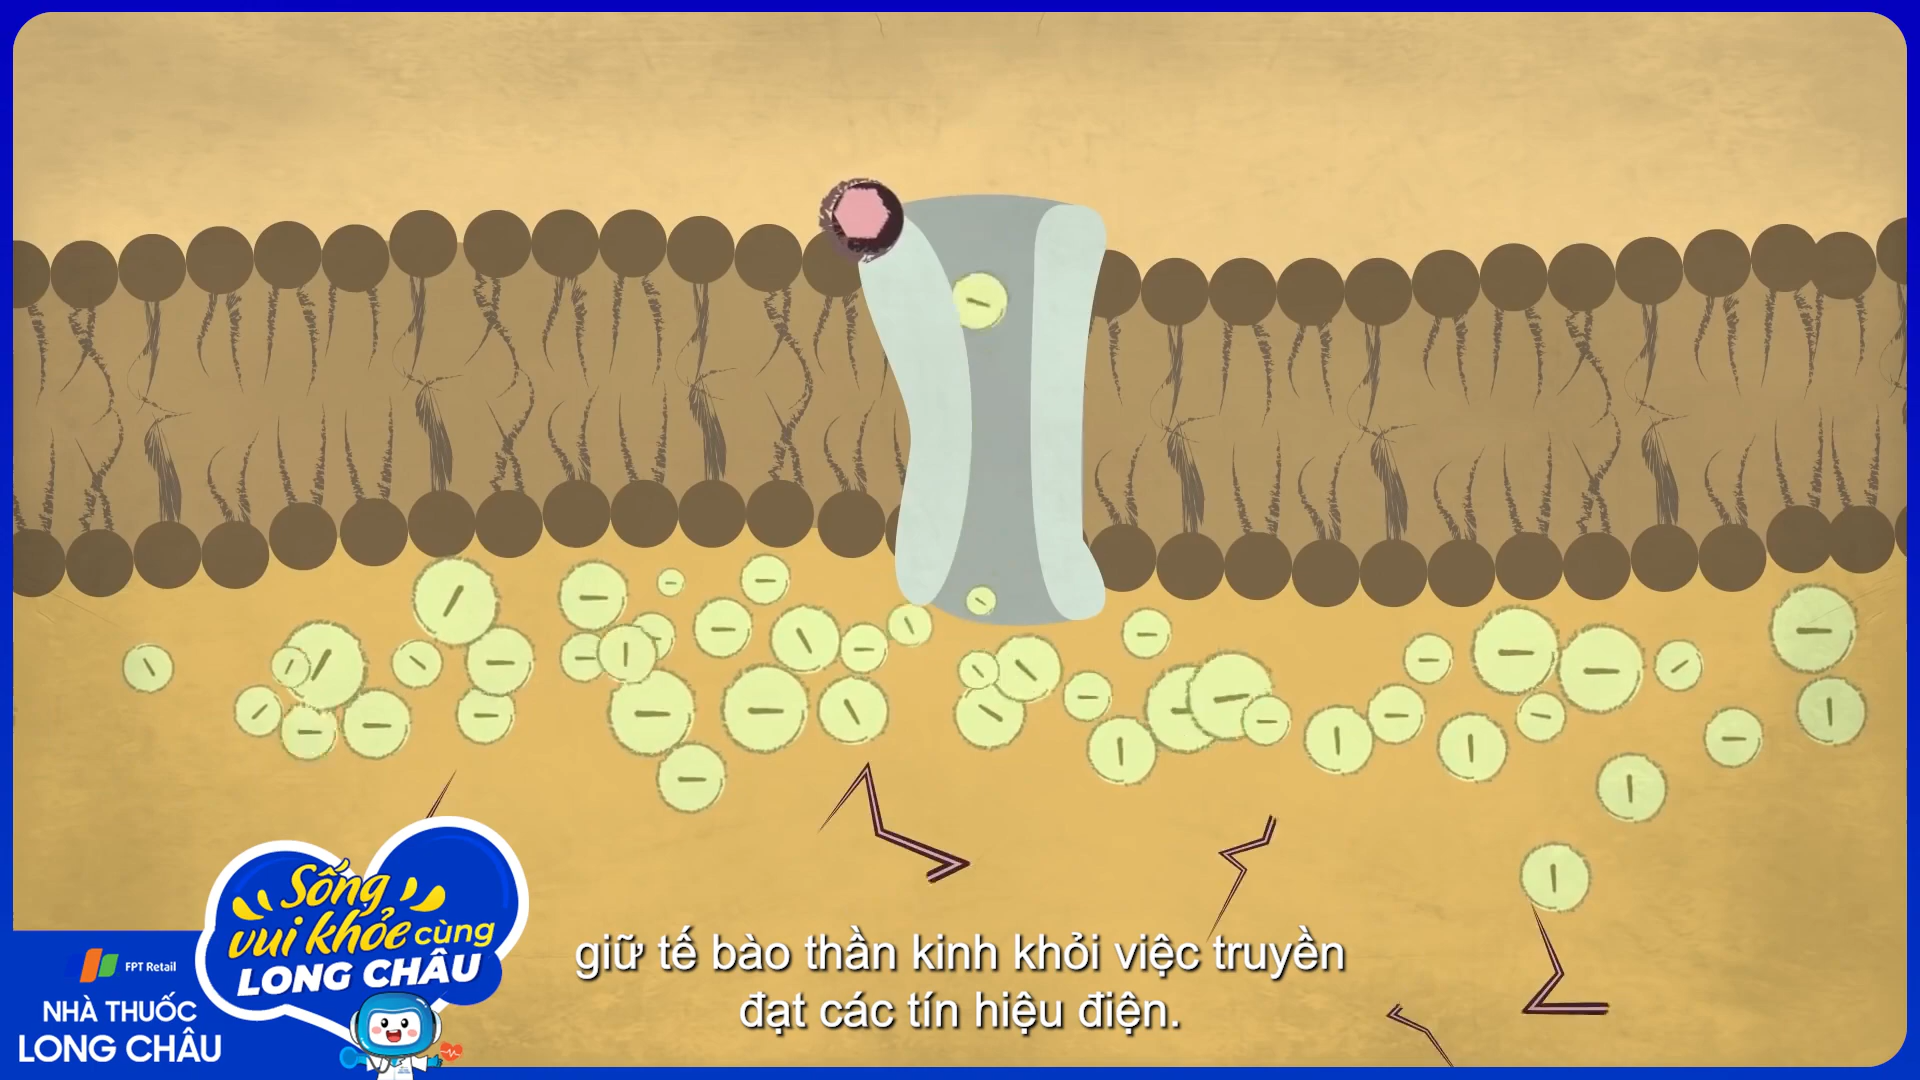 Sống
vui khỏe cùng
LONG CHÂU
FPT Retail
NHÀ THUỐC
LONG CHÂU
giữ tế bào thần kinh khỏi việc truyền
đạt các tín hiệu điện.